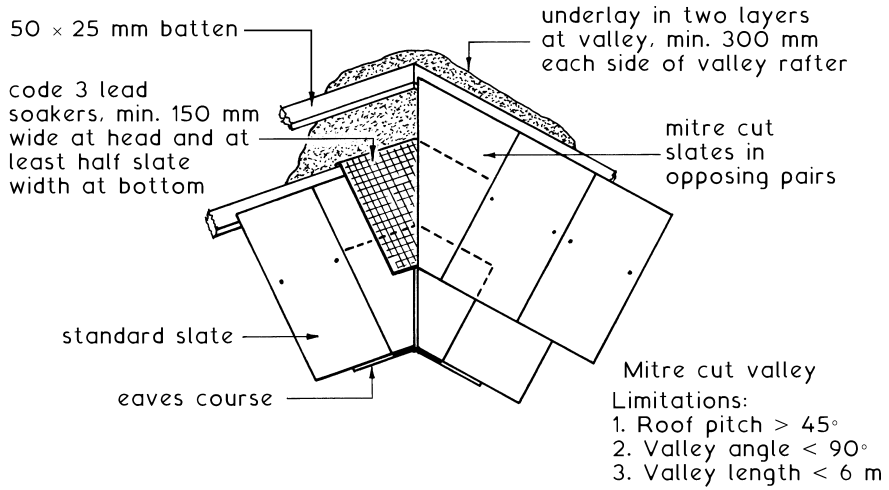 50 × 25 mm batten
underlay in two layers
at valley, min. 300 mm
each side of valley rafter
code 3 lead
soakers, min. 150 mm
wide at head and at
least half slate
width at bottom
mitre cut
slates in
opposing pairs
standard slate
eaves course
Mitre cut valley
Limitations:
1. Roof pitch > 45°
2. Valley angle < 90°
3. Valley length < 6 m